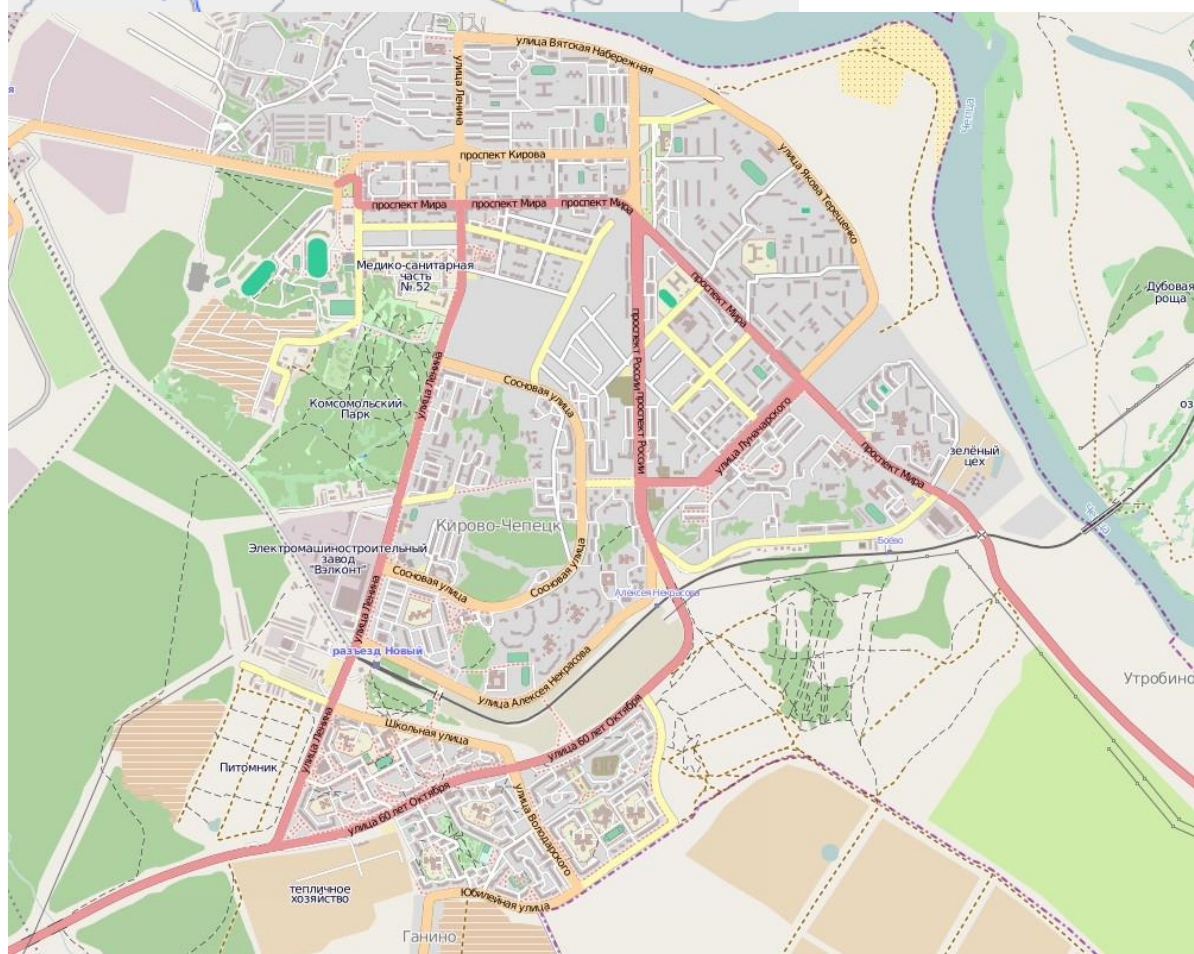 улица Вятская Набережная
улица Ленина
я
Чепца
проспект Кирова
улица Якова Терещенко
проспект Мира
проспект Мира
проспект Мира
Медико-санитарная
часть
№ 52
проспект Мира
Дубовая
роща
проспект России
улица Ленина
Сосновая улица
Комсомольский
Парк
проспект России
улица Луначарского
оз
зелёный
цех
проспект Мира
Кирово-Чепецк
Боёво
Электромашиностроительный
завод
"Вэлконт"
Сосновая улица
Сосновая улица
улица Ленина
Алексея Некрасова
разъезд Новый
Утробино
улица Алексея Некрасова
Школьная улица
улица 60 лет Октября
улица Ленина
Питомник
улица 60 лет Октября
улица Володарского
тепличное
хозяйство
Юбилейная улица
Ганино